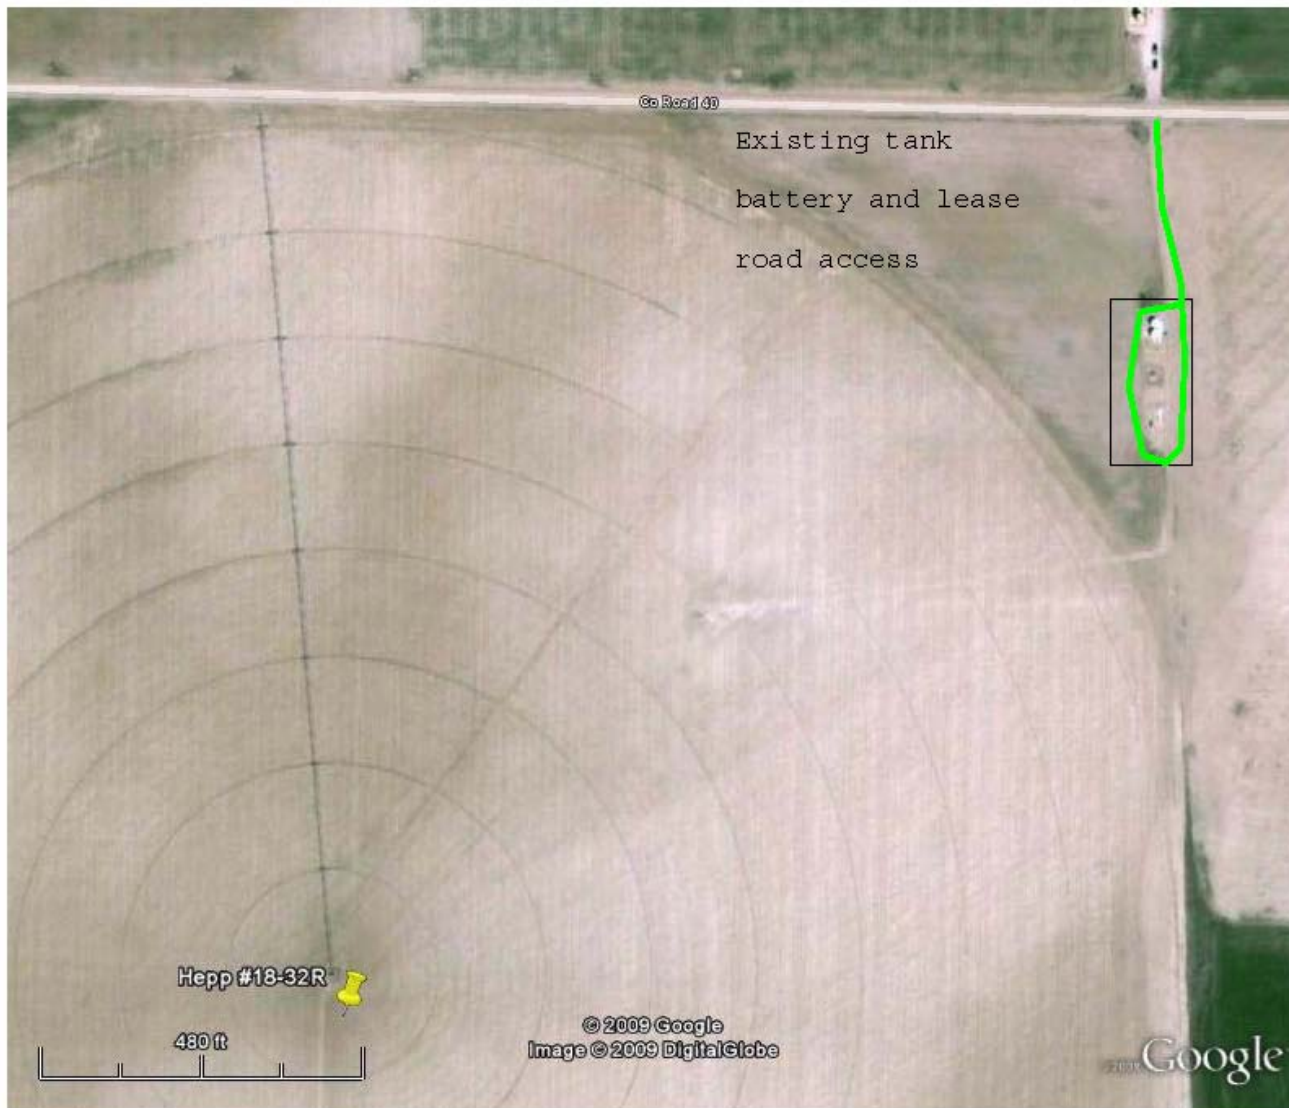 Co Road 40
Existing tank
battery and lease
road access
Hepp #18-32R
480 ft
© 2009 Google
Image © 2009 DigitalGlobe
Google